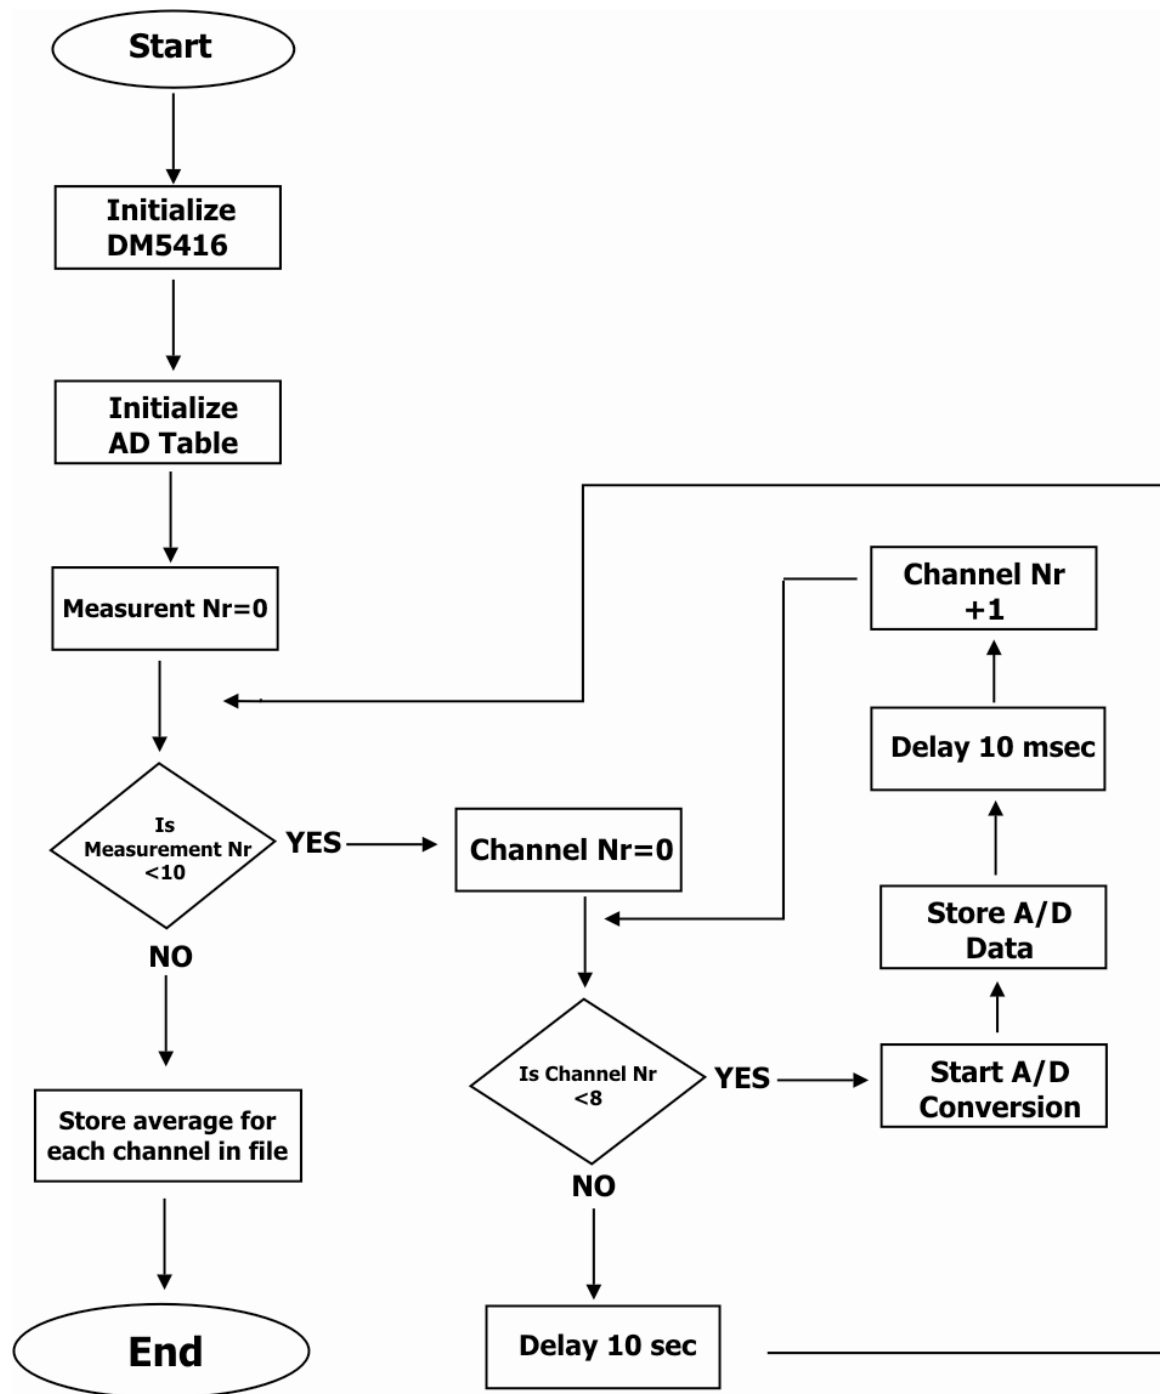 Start
Initialize
DM5416
Initialize
AD Table
Measurent Nr=0
Is
Measurement Nr
<10
YES
NO
Store average for
each channel in file
End
Channel Nr=0
Is Channel Nr
<8
YES
NO
Delay 10 sec
Start A/D
Conversion
Store A/D
Data
Delay 10 msec
Channel Nr
+1